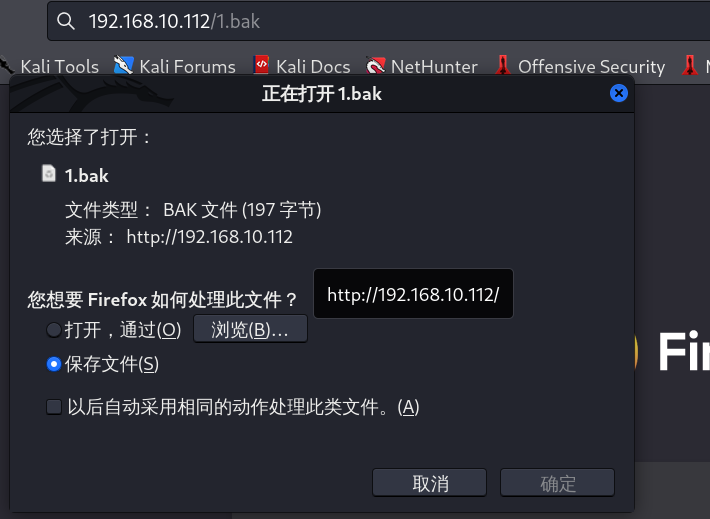 192.168.10.112/1.bak
Kali Tools Kali Forums Kali Docs NetHunter Offensive Security
正在打开 1.bak
您选择了打开：
1.bak
文件类型： BAK 文件 (197 字节)
来源： http://192.168.10.112
您想要 Firefox 如何处理此文件？
http://192.168.10.112/
打开，通过(O) 浏览(B)…
Fir
保存文件(S)
以后自动采用相同的动作处理此类文件。(A)
取消 确定